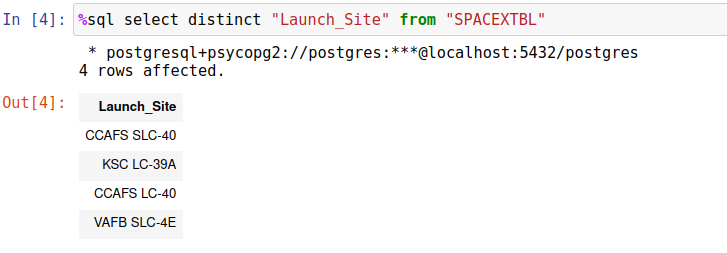 In [4]: %sql select distinct "Launch_Site" from "SPACEXTBL"
* postgresql+psycopg2://postgres:***@localhost:5432/postgres
4 rows affected.
Out[4]:
Launch_Site
CCAFS SLC-40
KSC LC-39A
CCAFS LC-40
VAFB SLC-4E